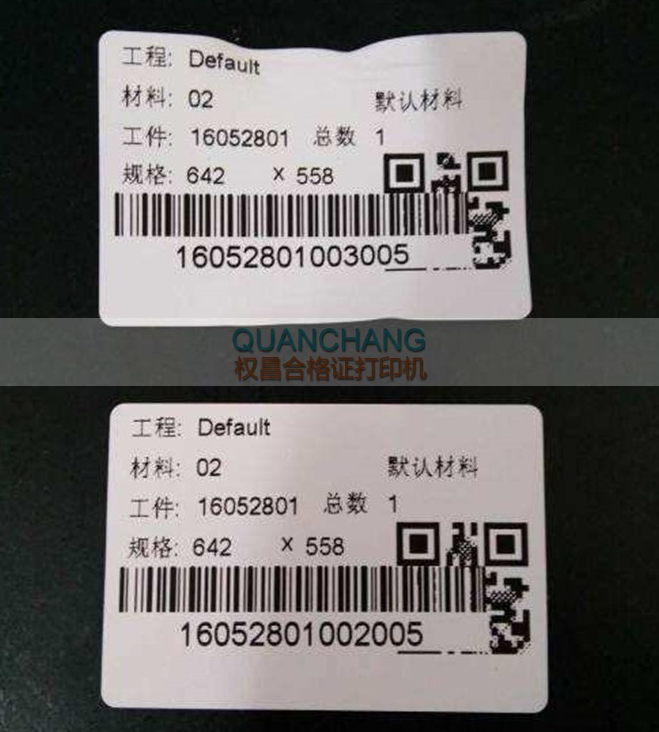 工程: Default
材料: 02 默认材料
工件: 16052801 总数 1
规格: 642 x 558
16052801003005
QUANCHANG
权昌合格证打印机
工程: Default
材料: 02 默认材料
工件: 16052801 总数 1
规格: 642 x 558
16052801002005